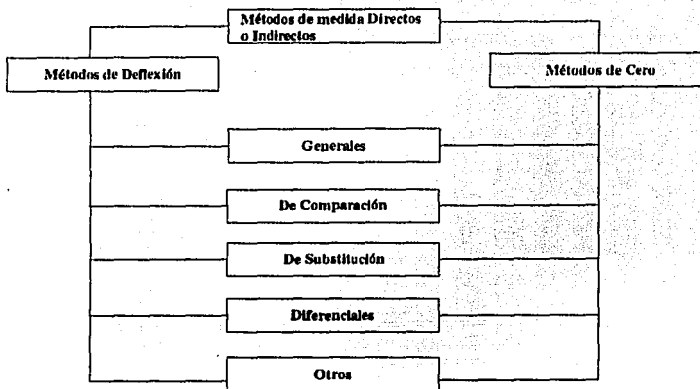 Métodos de medida Directos
o Indirectos
Métodos de Deflexión
Métodos de Cero
Generales
De Comparación
De Substitución
Diferenciales
Otros